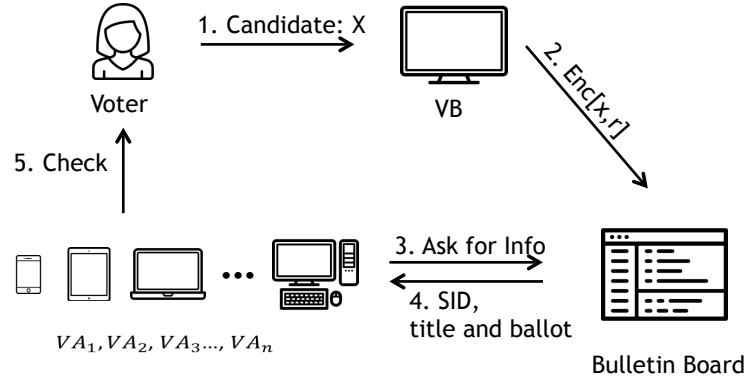 1. Candidate: X
Voter
VB
2. Enc[x,r]
5. Check
3. Ask for Info
4. SID,
title and ballot
VA₁, VA₂, VA₃..., VAₙ
Bulletin Board